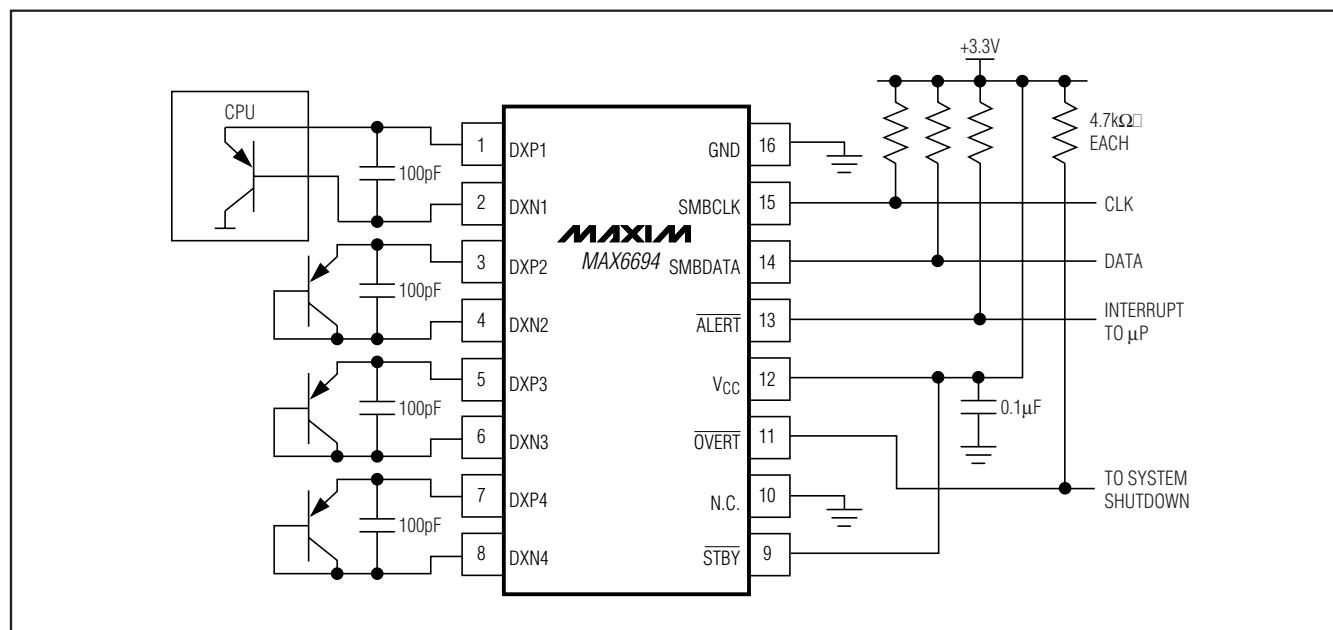 +3.3V
CPU
4.7kΩ
EACH
1 DXP1
GND 16
100pF
2 DXN1
SMBCLK 15
CLK
MAXIM
MAX6694
3 DXP2
SMBDATA 14
DATA
100pF
4 DXN2
ALERT 13
INTERRUPT
TO µP
5 DXP3
VCC 12
100pF
0.1µF
6 DXN3
OVERT 11
7 DXP4
N.C. 10
TO SYSTEM
SHUTDOWN
100pF
8 DXN4
STBY 9